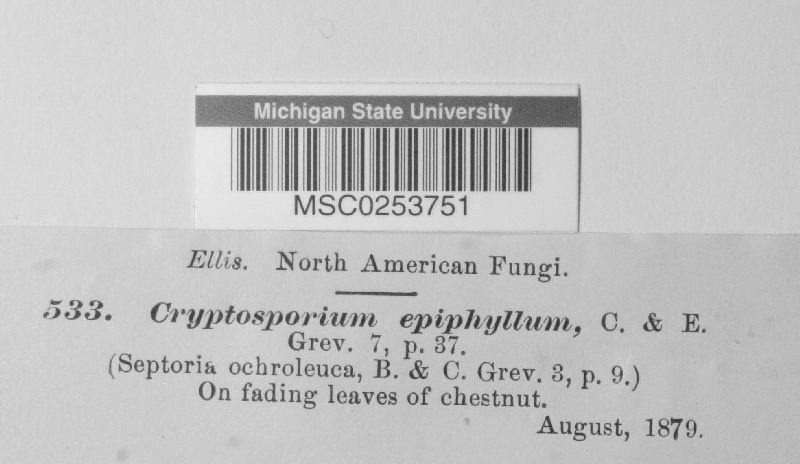 Michigan State University
MSC0253751
Ellis. North American Fungi.
533. Cryptosporium epiphyllum, C. & E.
Grev. 7, p. 37.
(Septoria ochroleuca, B. & C. Grev. 3, p. 9.)
On fading leaves of chestnut.
August, 1879.